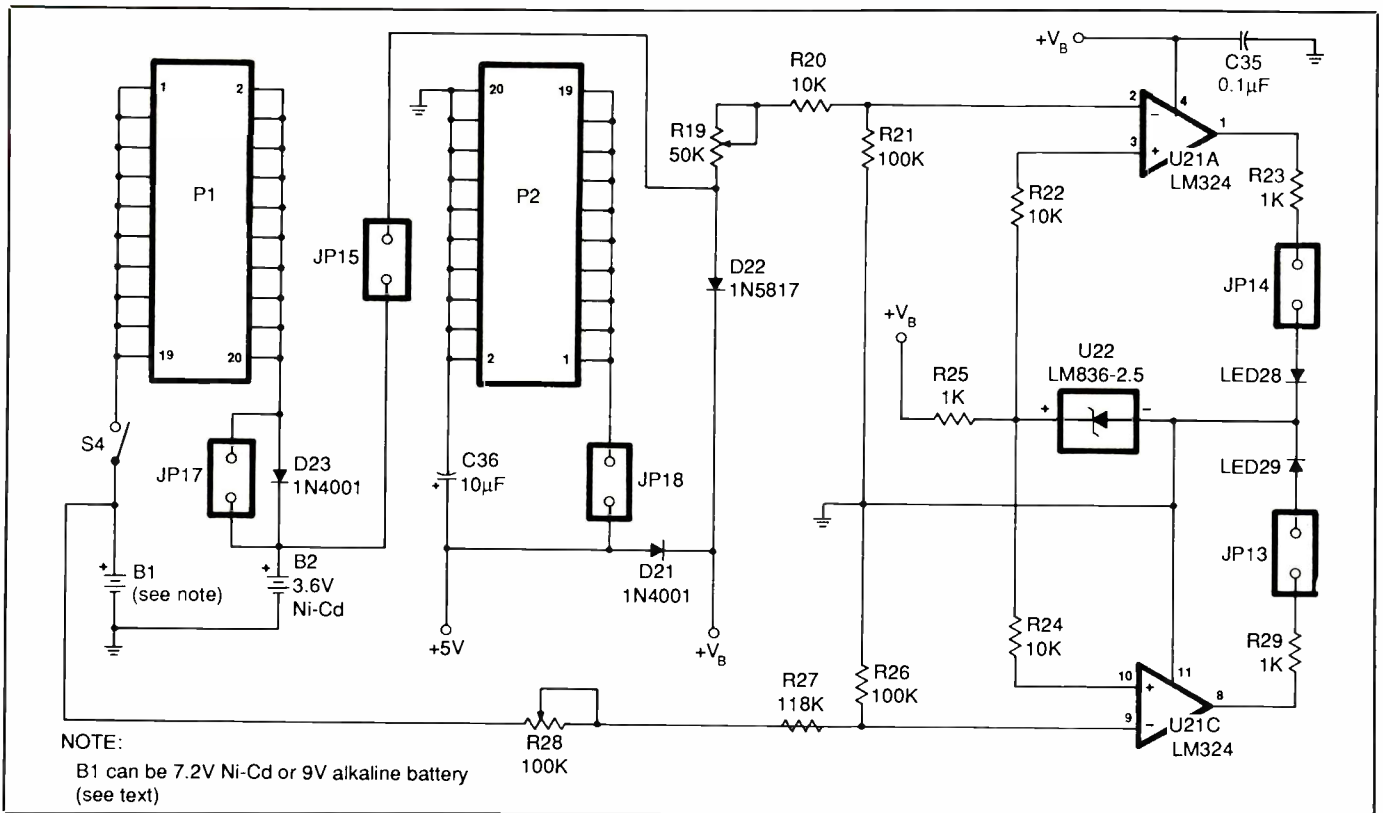 +V_B
C35
0.1µF
R20
10K
1
2
20
19
R19
50K
R21
100K
2
4
1
3
−
+
U21A
LM324
R23
1K
P1
P2
R22
10K
JP15
D22
1N5817
JP14
+V_B
U22
LM836-2.5
19
20
2
1
R25
1K
+
−
LED28
S4
JP17
D23
1N4001
C36
10µF
+
JP18
LED29
JP13
+
B1
(see note)
+
B2
3.6V
Ni-Cd
D21
1N4001
R24
10K
R29
1K
+5V
+V_B
R27
118K
R26
100K
10
11
8
9
+
−
U21C
LM324
R28
100K
NOTE:
B1 can be 7.2V Ni-Cd or 9V alkaline battery
(see text)